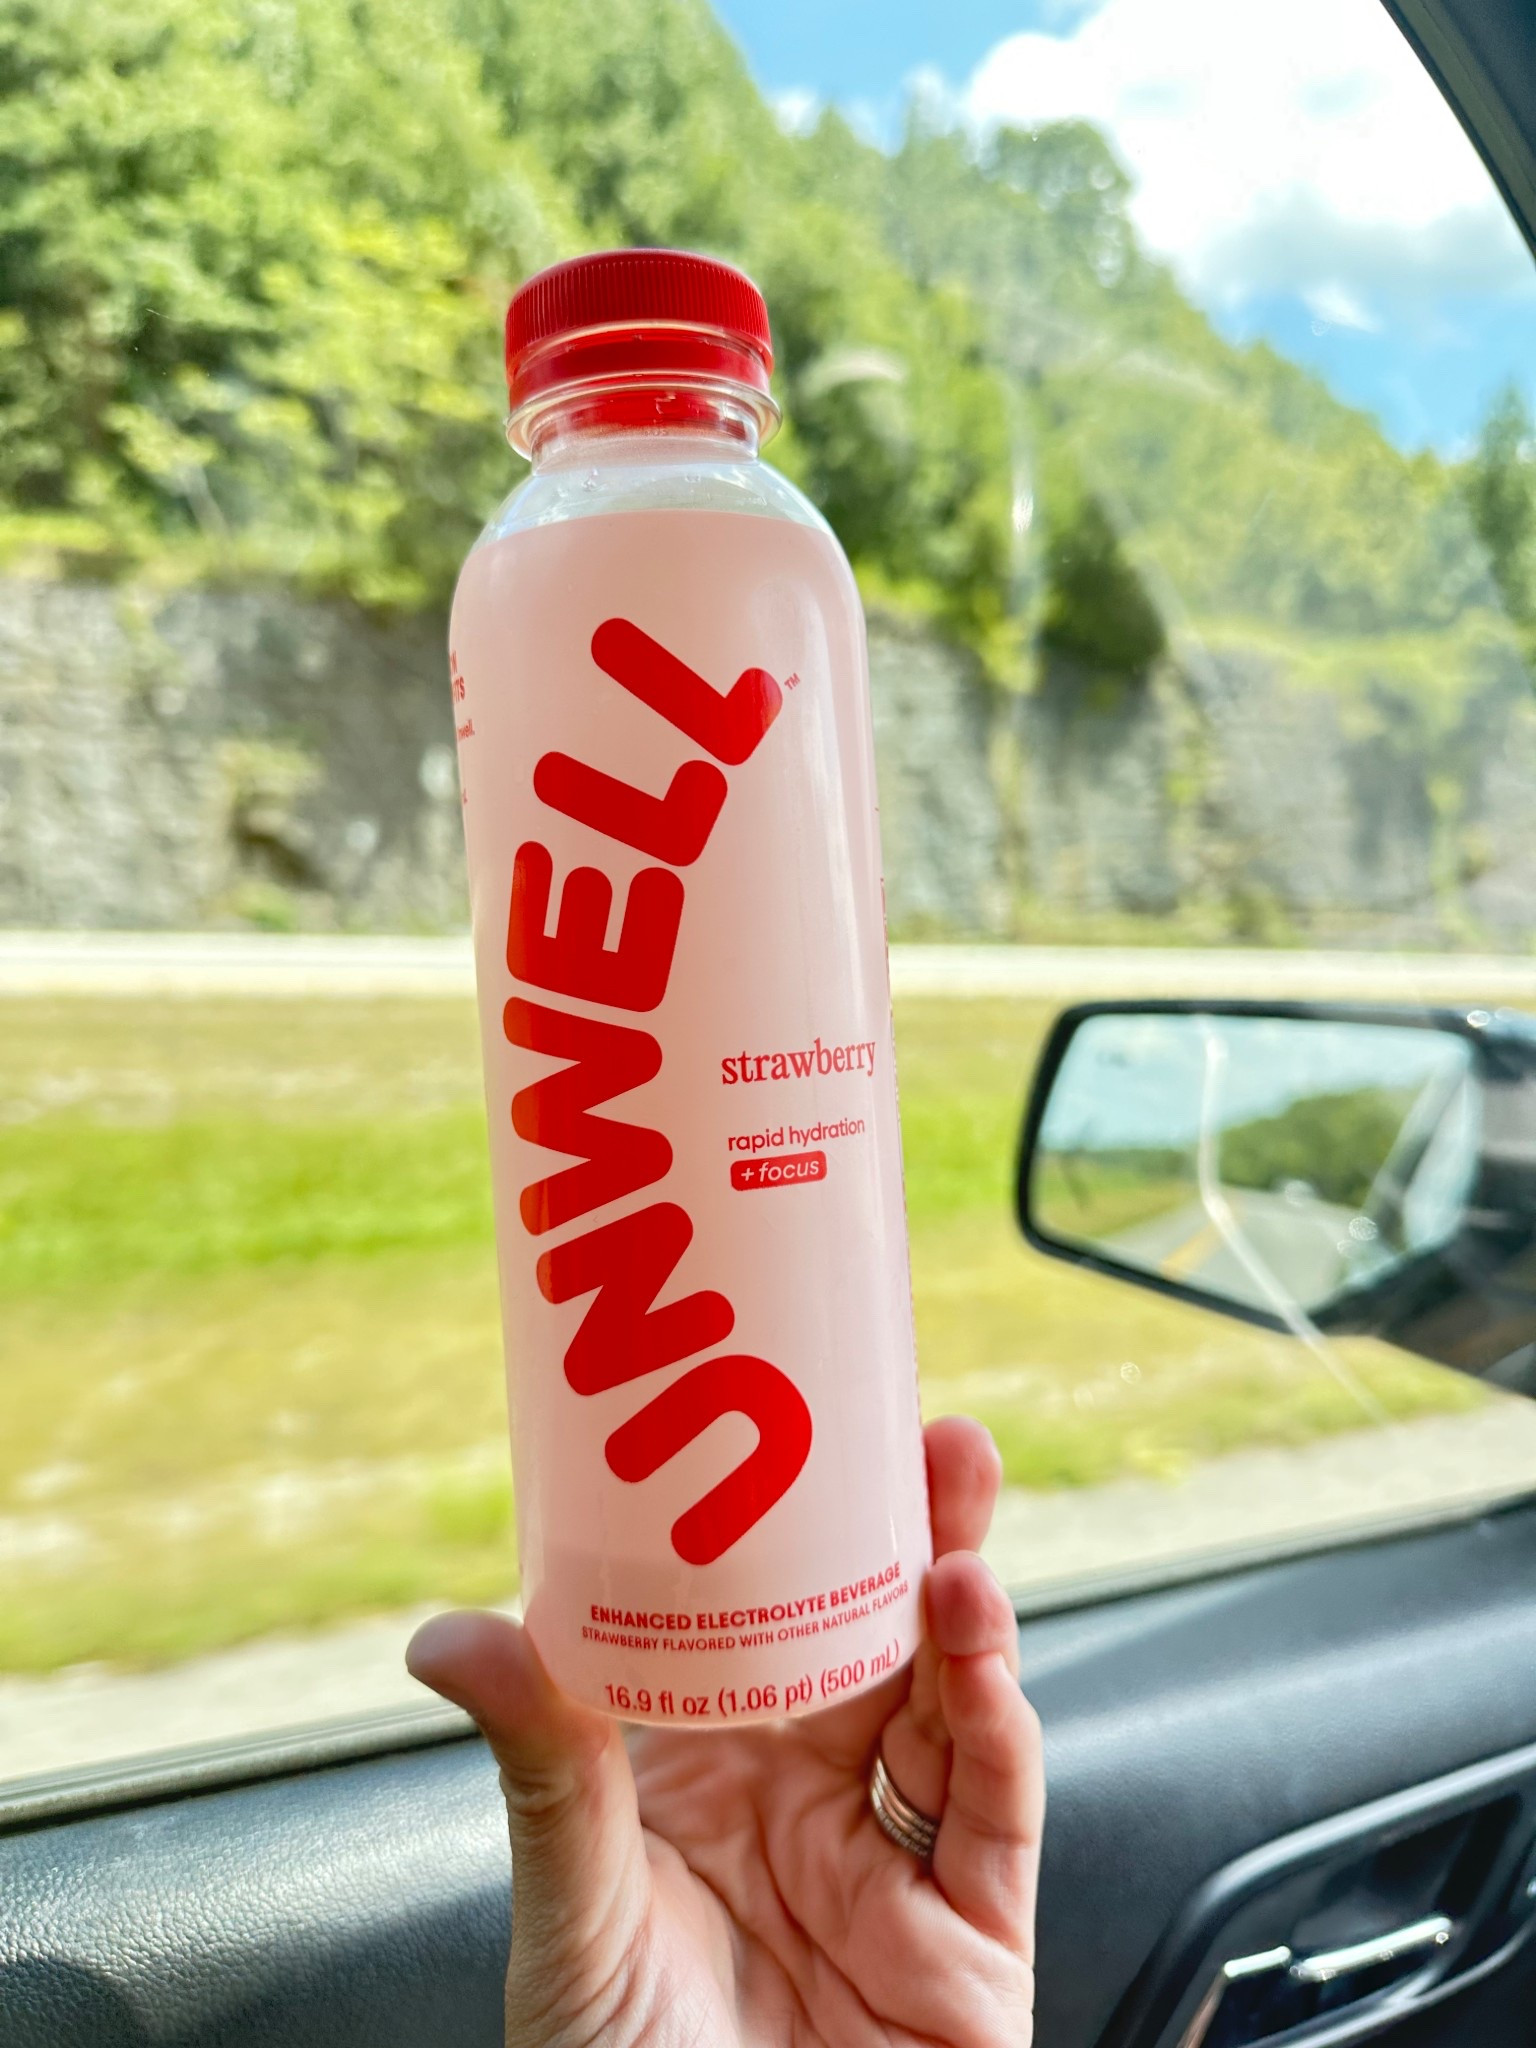 UNWELL™
strawberry
rapid hydration
+focus
ENHANCED ELECTROLYTE BEVERAGE
STRAWBERRY FLAVORED WITH OTHER NATURAL FLAVORS
16.9 fl oz (1.06 pt) (500 mL)